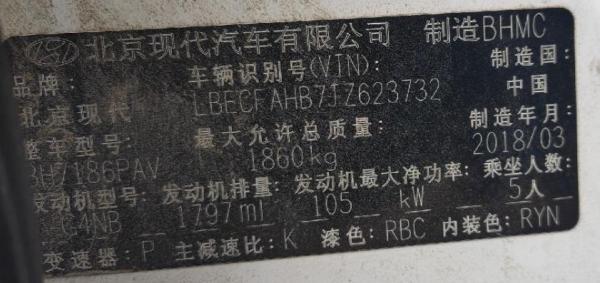 北京现代汽车有限公司 制造BHMC
品牌: 车辆识别号(VIN): 制造国:
北京现代 LBECFAHB7JZ623732 中国
整车型号: 最大允许总质量: 制造年月:
BH7186PAV 1860kg 2018/03
发动机型号: 发动机排量: 发动机最大净功率: 乘坐人数:
G4NB 1797ml 105 kW 5人
变速器: P 主减速比: K 漆色: RBC 内装色: RYN